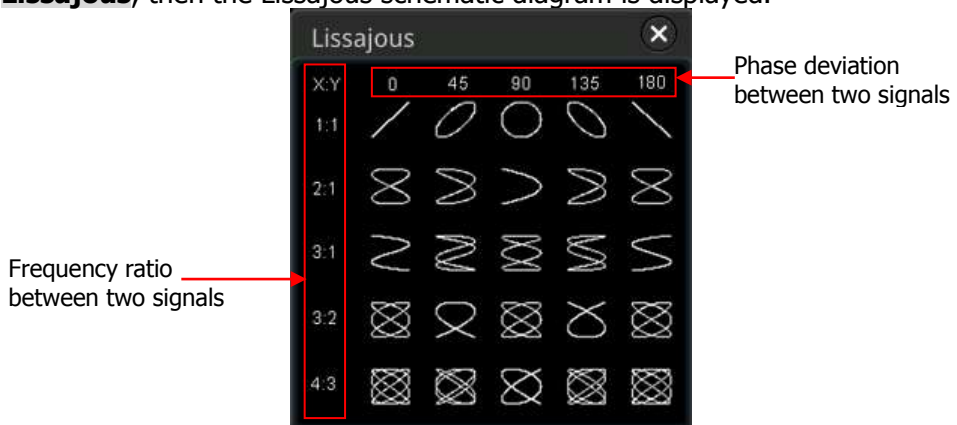 Lissajous, then the Lissajous schematic diagram is displayed.
Lissajous
X:Y 0 45 90 135 180
Phase deviation
between two signals
1:1
2:1
3:1
Frequency ratio
between two signals
3:2
4:3